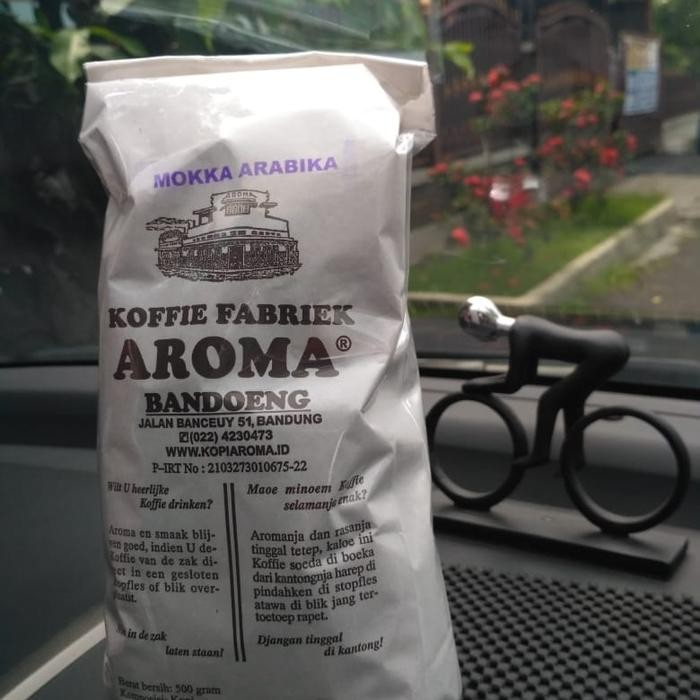 MOKKA ARABIKA
AROMA
KOFFIE FABRIEK
AROMA®
BANDOENG
JALAN BANCEUY 51, BANDUNG
(022) 4230473
WWW.KOPIAROMA.ID
P-IRT No : 2103273010675-22
Wilt U heerlijke
Koffie drinken?
Aroma en smaak blij-
ven goed, indien U de
Koffie van de zak di-
ect in een gesloten
stopfles of blik over-
in de zak
laten staan!
Maoe minoem Koffie
selamanja enak?
Aromanja dan rasanja
tinggal tetep, kaloe ini
Koffie soeda di boeka
dari kantongnja harep di
pindahken di stopfles
atawa di blik jang ter-
toetoep rapet.
Djangan tinggal
di kantong!
Berat bersih: 500 gram